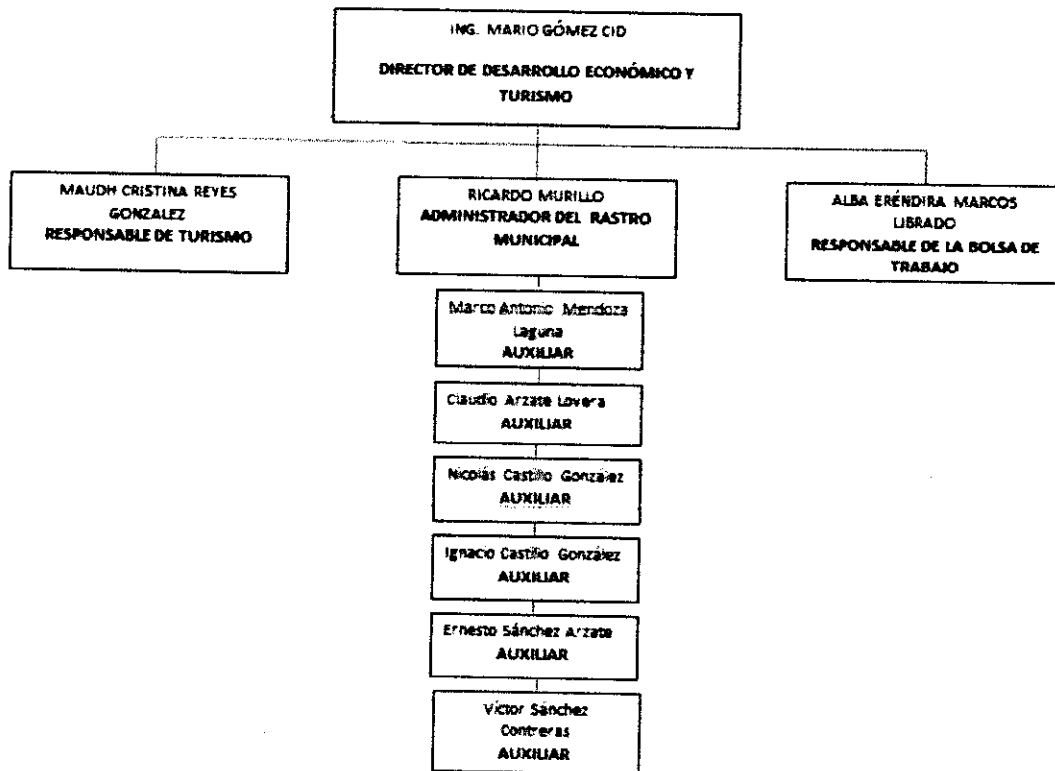 ING. MARIO GÓMEZ CID
DIRECTOR DE DESARROLLO ECONÓMICO Y
TURISMO
MAUDH CRISTINA REYES
GONZALEZ
RESPONSABLE DE TURISMO
RICARDO MURILLO
ADMINISTRADOR DEL RASTRO
MUNICIPAL
ALBA ERÉNDIRA MARCOS
LIBRADO
RESPONSABLE DE LA BOLSA DE
TRABAJO
Marco Antonio Mendoza
Laguna
AUXILIAR
Claudio Arzate Lovera
AUXILIAR
Nicolás Castillo González
AUXILIAR
Ignacio Castillo González
AUXILIAR
Ernesto Sánchez Arzate
AUXILIAR
Víctor Sánchez
Contreras
AUXILIAR